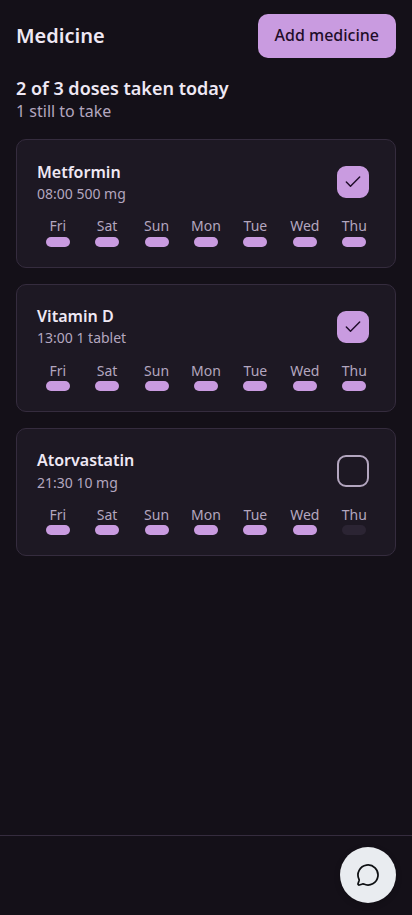 Medicine
Add medicine
2 of 3 doses taken today
1 still to take
Metformin
08:00 500 mg
Fri Sat Sun Mon Tue Wed Thu
Vitamin D
13:00 1 tablet
Fri Sat Sun Mon Tue Wed Thu
Atorvastatin
21:30 10 mg
Fri Sat Sun Mon Tue Wed Thu